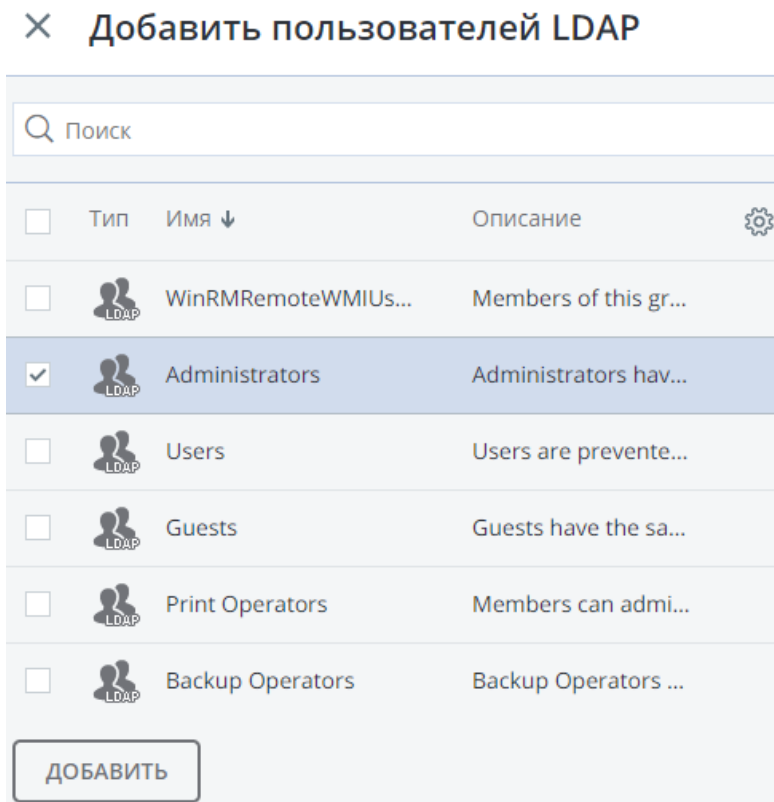 Добавить пользователей LDAP
Поиск
Тип Имя Описание
LDAP WinRMRemoteWMIUs... Members of this gr...
LDAP Administrators Administrators hav...
LDAP Users Users are prevente...
LDAP Guests Guests have the sa...
LDAP Print Operators Members can admi...
LDAP Backup Operators Backup Operators ...
ДОБАВИТЬ